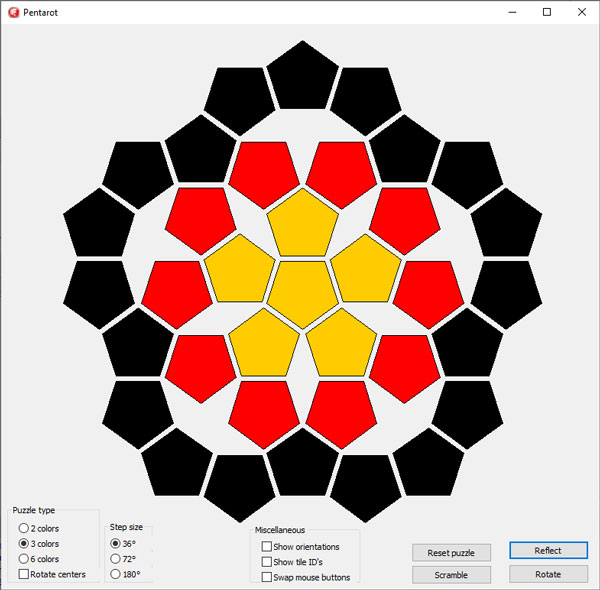 Pentarot
Puzzle type
2 colors
3 colors
6 colors
Rotate centers
Step size
36°
72°
180°
Miscellaneous
Show orientations
Show tile ID's
Swap mouse buttons
Reset puzzle
Reflect
Scramble
Rotate